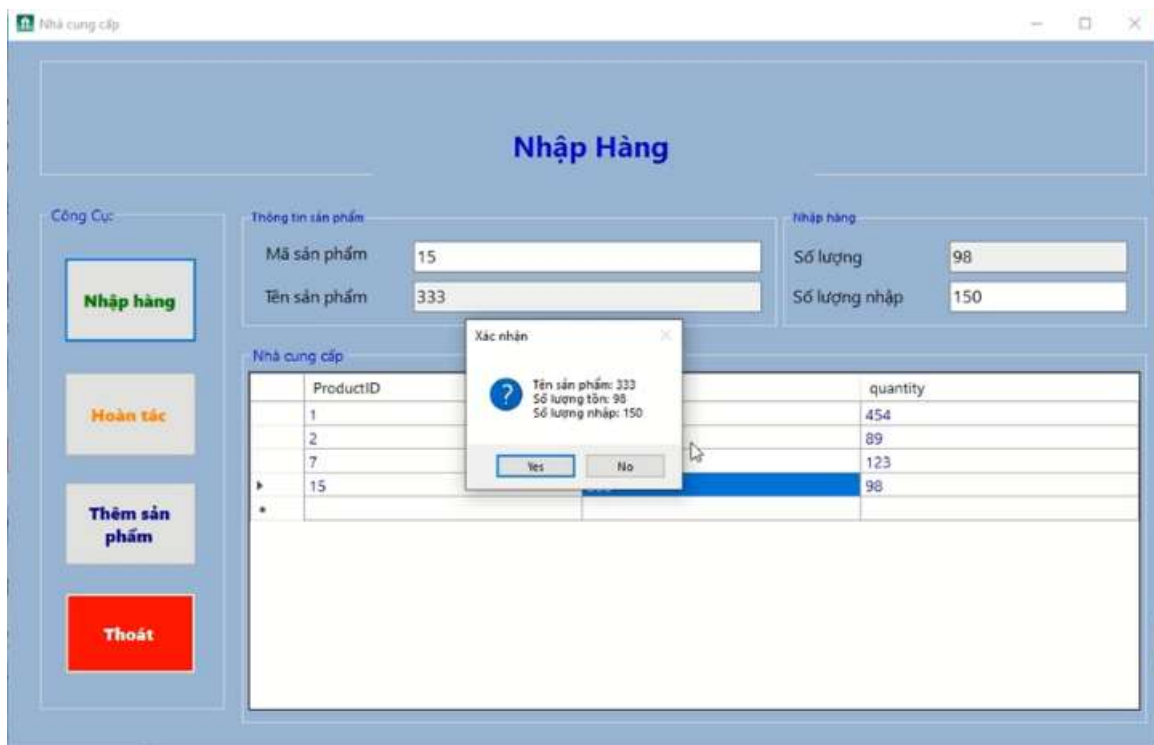 Nhà cung cấp
Nhập Hàng
Công Cụ:
Nhập hàng
Hoàn tác
Thêm sản
phẩm
Thoát
Thông tin sản phẩm
Mã sản phẩm 15
Tên sản phẩm 333
Nhập hàng
Số lượng 98
Số lượng nhập 150
Nhà cung cấp
ProductID quantity
1 454
2 89
7 123
15 98
Xác nhận
Tên sản phẩm: 333
Số lượng tồn: 98
Số lượng nhập: 150
Yes No